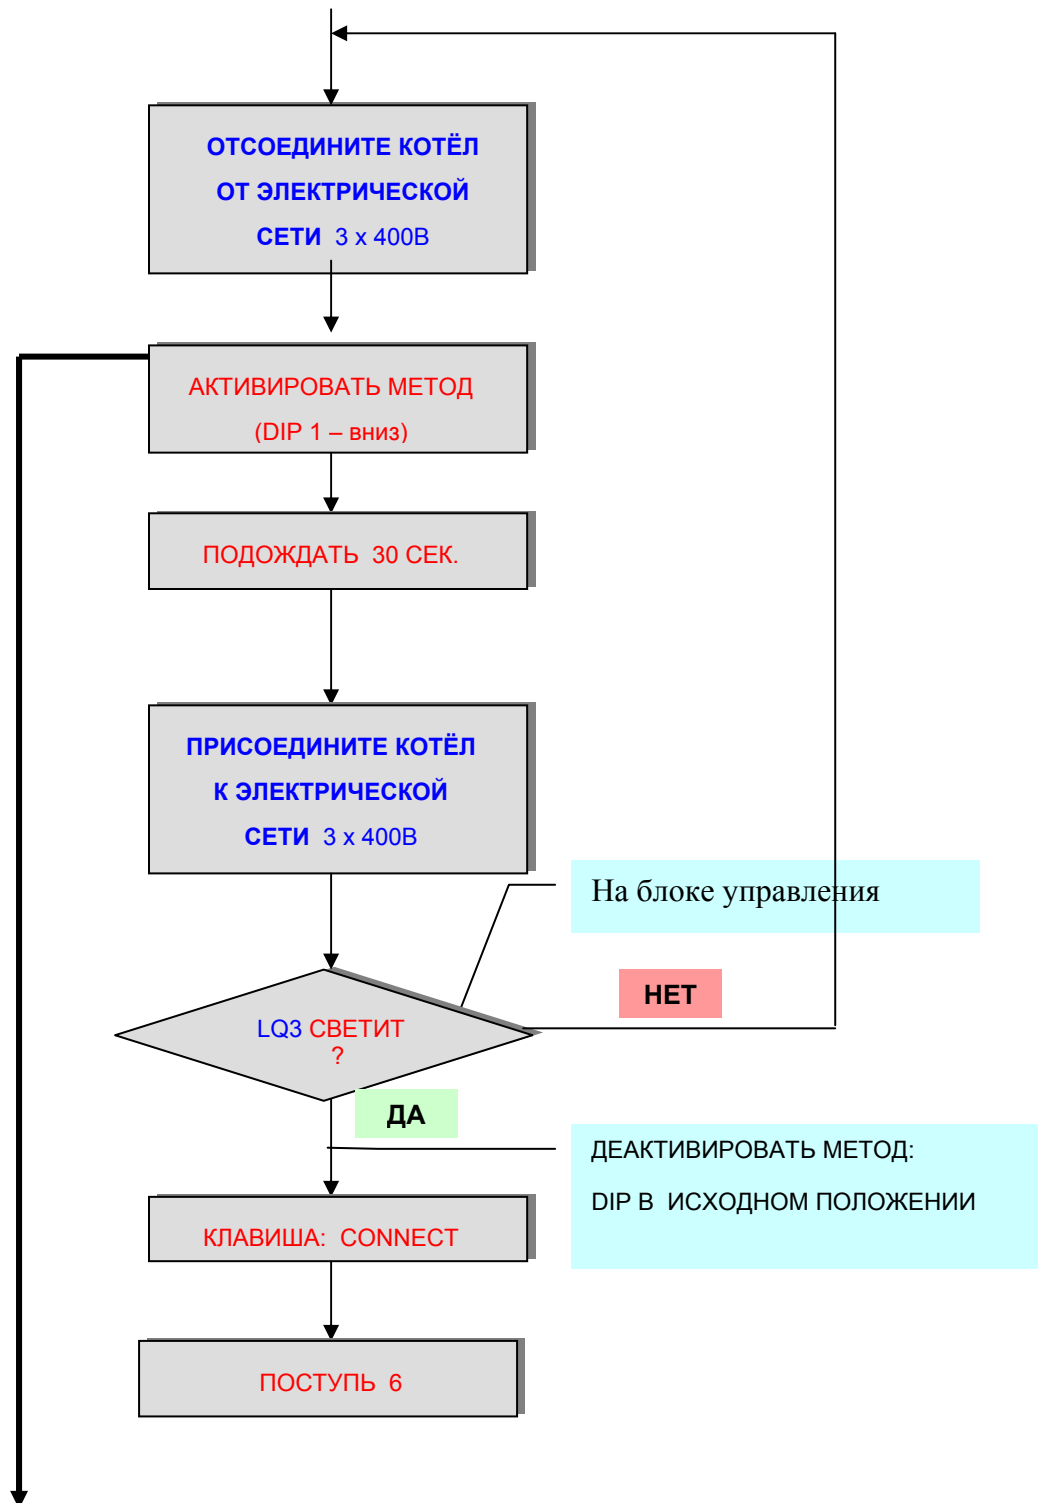 ОТСОЕДИНИТЕ КОТЁЛ
ОТ ЭЛЕКТРИЧЕСКОЙ
СЕТИ 3 x 400В
АКТИВИРОВАТЬ МЕТОД
(DIP 1 – вниз)
ПОДОЖДАТЬ 30 СЕК.
ПРИСОЕДИНИТЕ КОТЁЛ
К ЭЛЕКТРИЧЕСКОЙ
СЕТИ 3 x 400В
На блоке управления
НЕТ
LQ3 СВЕТИТ
?
ДА
ДЕАКТИВИРОВАТЬ МЕТОД:
DIP В ИСХОДНОМ ПОЛОЖЕНИИ
КЛАВИША: CONNECT
ПОСТУПЬ 6